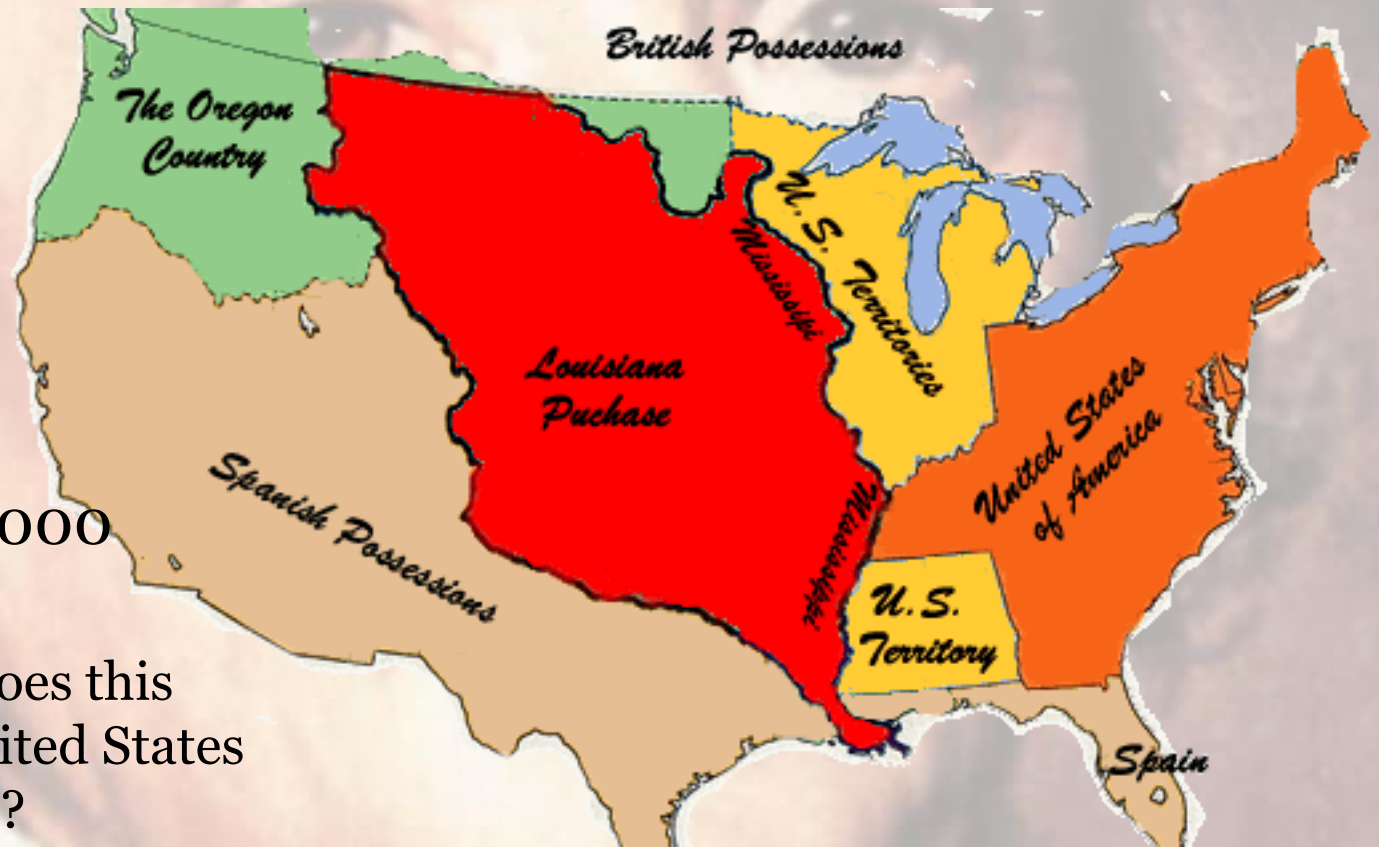 British Possessions
The Oregon
Country
U.S. Territories
Mississipi
Louisiana
Puchase
United States
of America
Spanish Possessions
Mississippi
000
U.S.
Territory
oes this
ited States
?
Spain